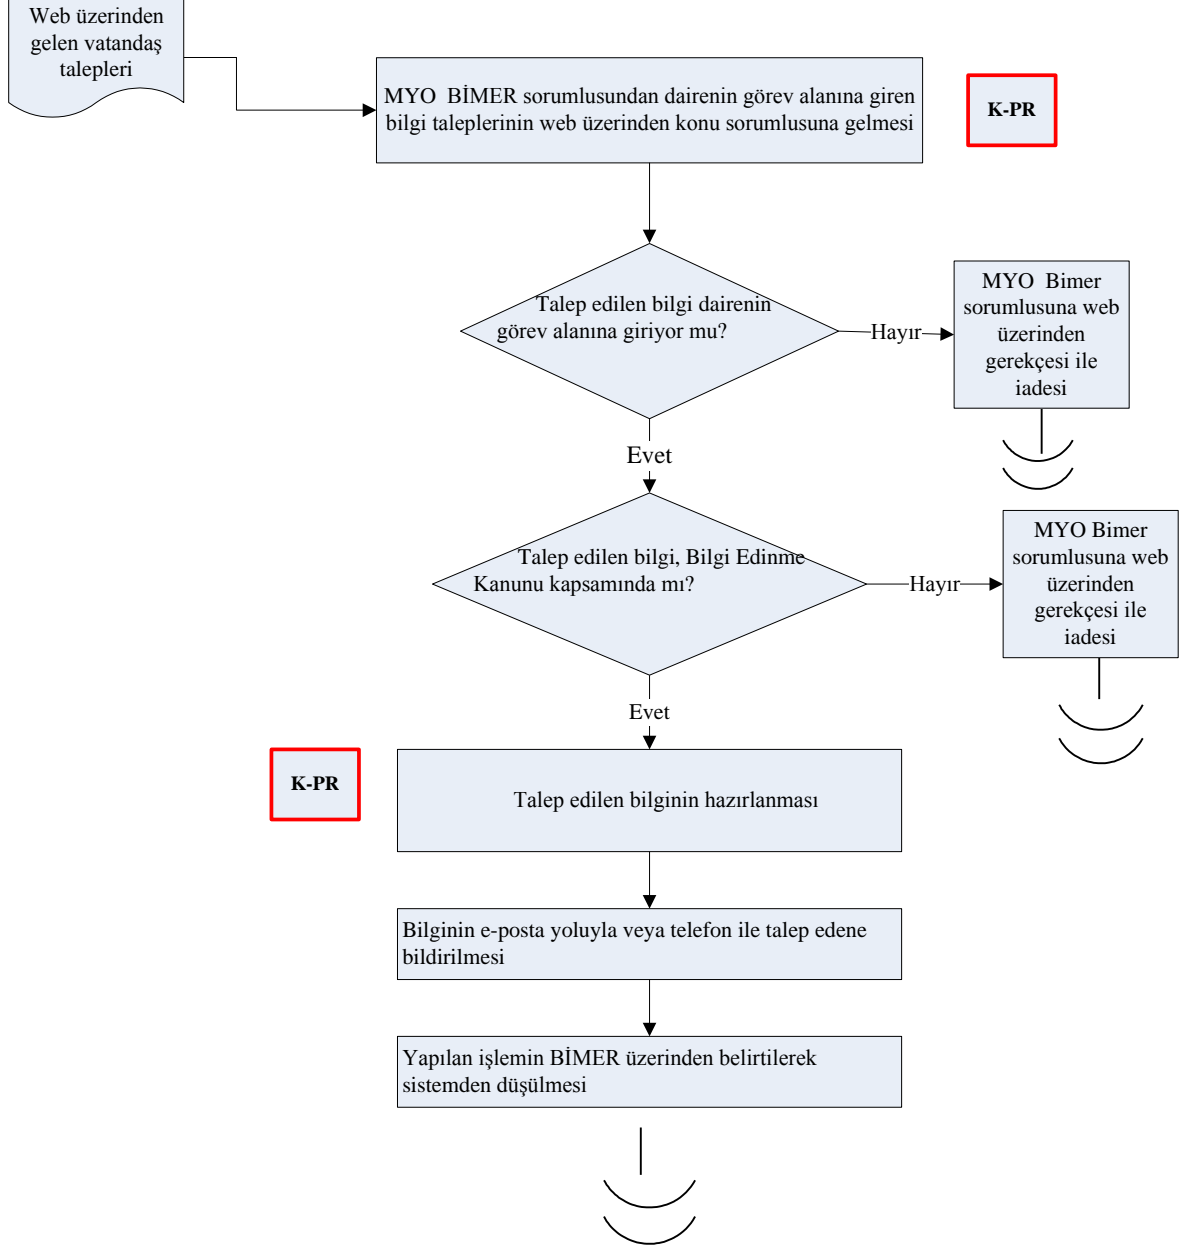 Web üzerinden
gelen vatandaş
talepleri
MYO  BİMER sorumlusundan dairenin görev alanına giren
bilgi taleplerinin web üzerinden konu sorumlusuna gelmesi
K-PR
Talep edilen bilgi dairenin
görev alanına giriyor mu?
Hayır
MYO  Bimer
sorumlusuna web
üzerinden
gerekçesi ile
iadesi
Evet
Talep edilen bilgi, Bilgi Edinme
Kanunu kapsamında mı?
Hayır
MYO Bimer
sorumlusuna web
üzerinden
gerekçesi ile
iadesi
Evet
K-PR
Talep edilen bilginin hazırlanması
Bilginin e-posta yoluyla veya telefon ile talep edene
bildirilmesi
Yapılan işlemin BİMER üzerinden belirtilerek
sistemden düşülmesi